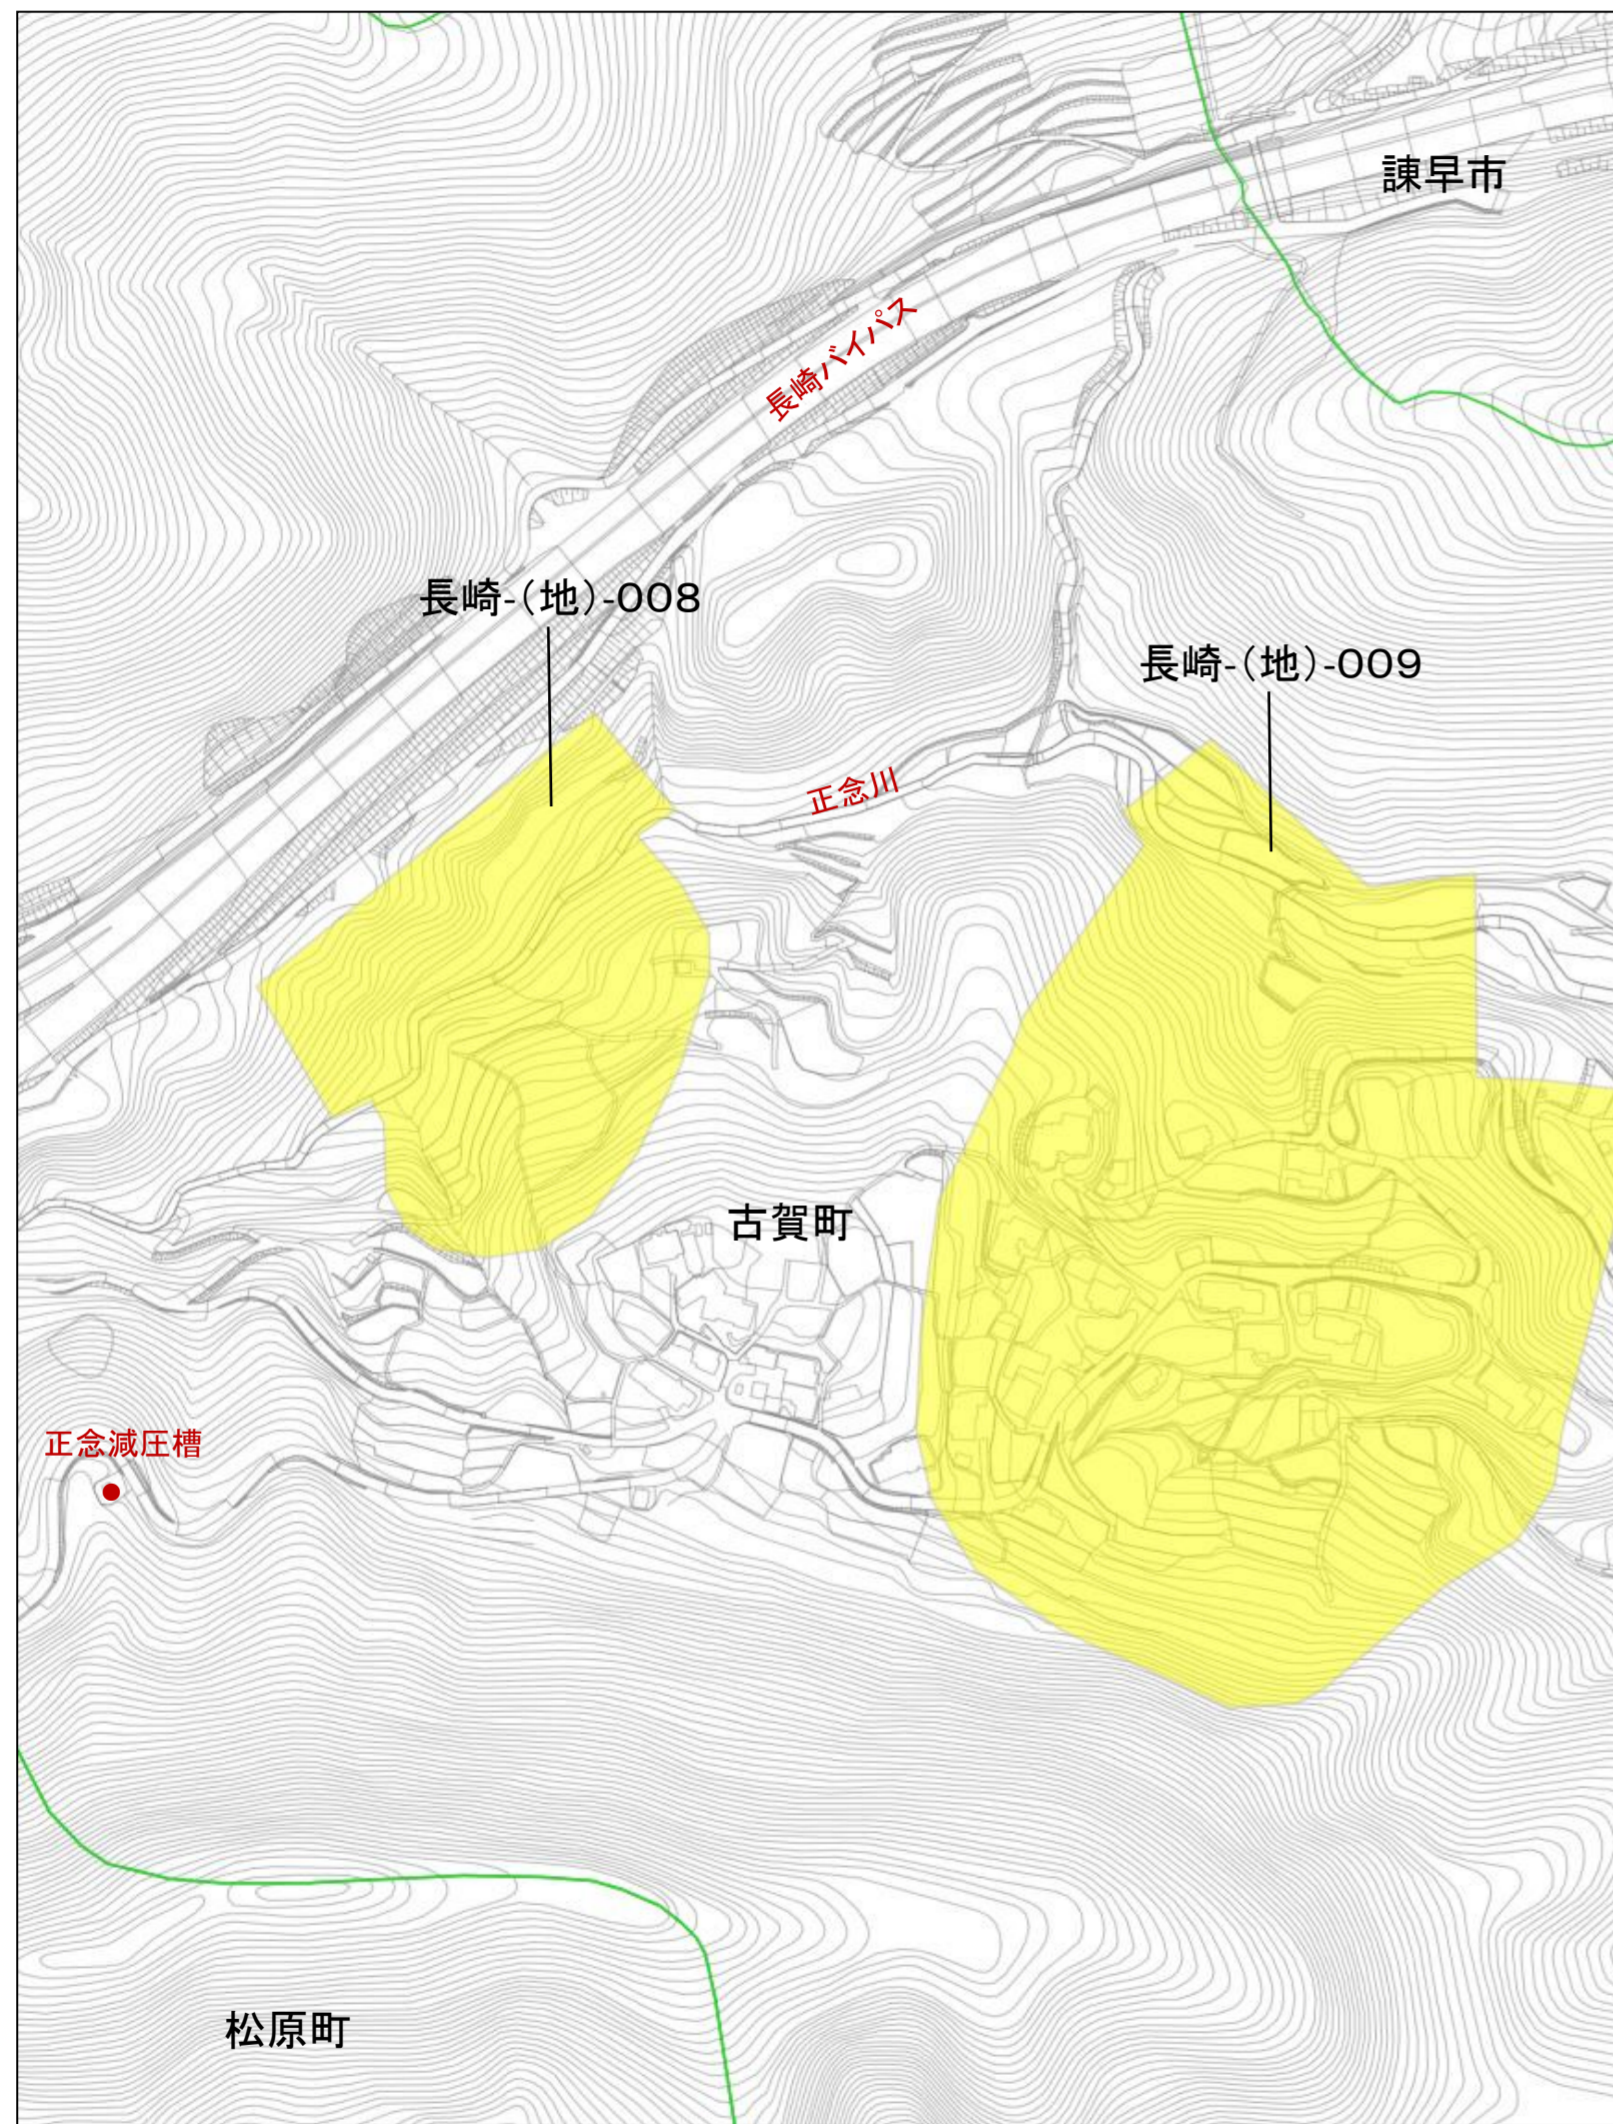 諫早市
長崎バイパス
長崎-(地)-008
長崎-(地)-009
正念川
古賀町
正念減圧槽
松原町